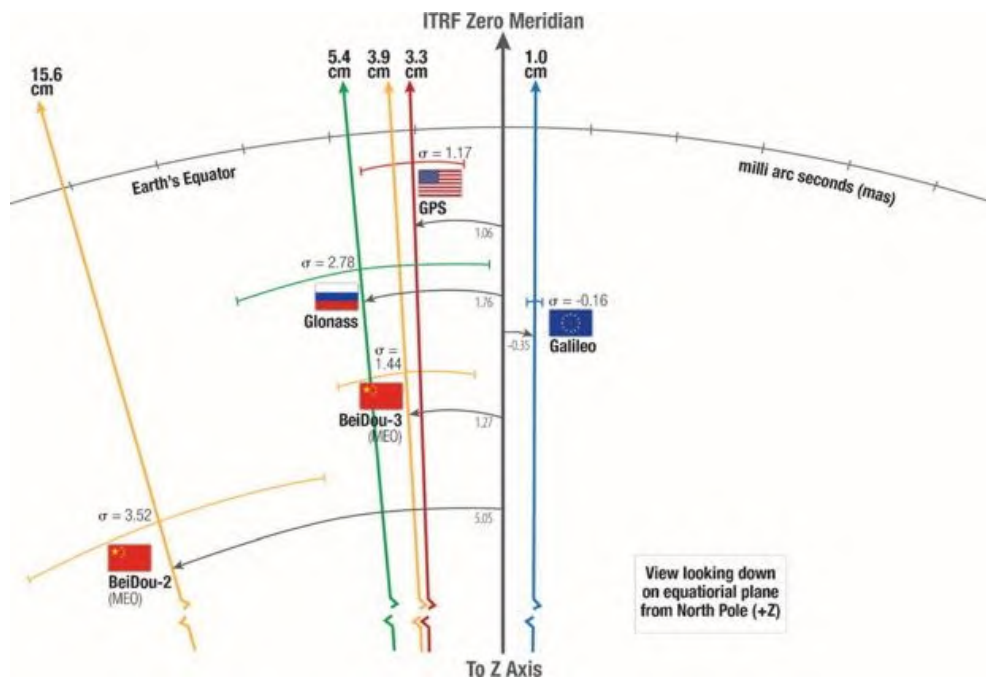 ITRF Zero Meridian
15.6
cm
5.4
cm
3.9
cm
3.3
cm
1.0
cm
Earth's Equator
milli arc seconds (mas)
σ = 1.17
GPS
1.06
σ = 2.78
Glonass
1.76
σ = -0.16
Galileo
-0.35
σ =
1.44
BeiDou-3
(MEO)
1.27
σ = 3.52
BeiDou-2
(MEO)
5.05
View looking down
on equatiorial plane
from North Pole (+Z)
To Z Axis